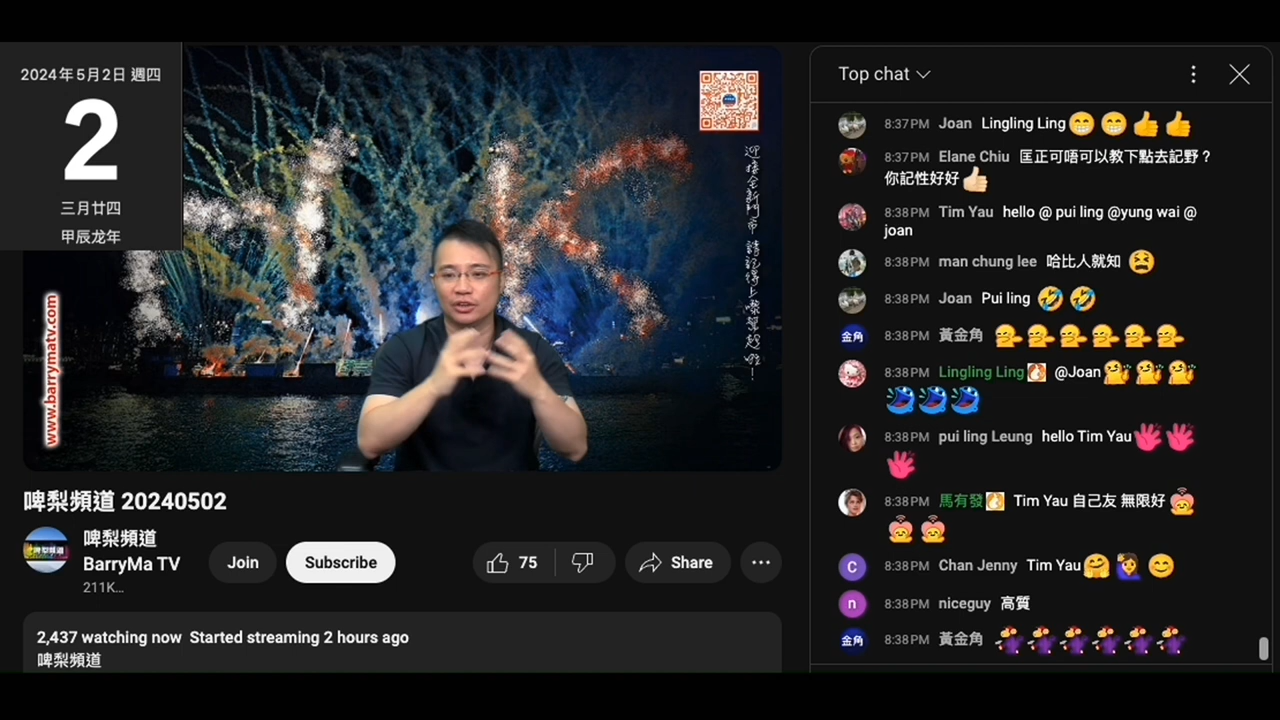 2024年5月2日 週四
2
三月廿四
甲辰龙年
www.barrymatv.com
啤梨頻道 20240502
啤梨頻道
BarryMa TV
211K...
Join
Subscribe
75
Share
2,437 watching now Started streaming 2 hours ago
啤梨頻道
Top chat
8:37PM Joan Lingling Ling😁😁👍👍
8:37PM Elane Chiu 匡正可唔可以教下點去記野？
你記性好好👍🏻
8:38PM Tim Yau hello @ pui ling @yung wai @
joan
8:38PM man chung lee 哈比人就知 😫
8:38PM Joan Pui ling 🤣🤣
金角 8:38PM 黃金角
8:38PM Lingling Ling @Joan
8:38PM pui ling Leung hello Tim Yau
8:38PM 馬有發 Tim Yau 自己友 無限好
C 8:38PM Chan Jenny Tim Yau🤗🙋‍♀️😊
n 8:38PM niceguy 高質
金角 8:38PM 黃金角